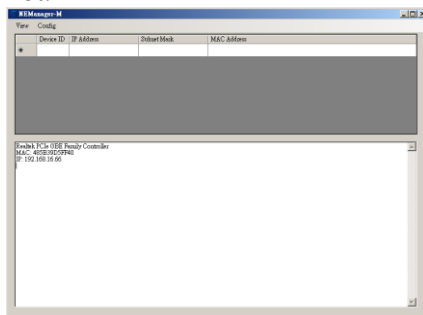 WEManager-M
View Config
Device ID IP Address Subnet Mask MAC Address
Realtek PCIe GBE Family Controller
MAC: 485B39D5FF48
IP: 192.168.16.66